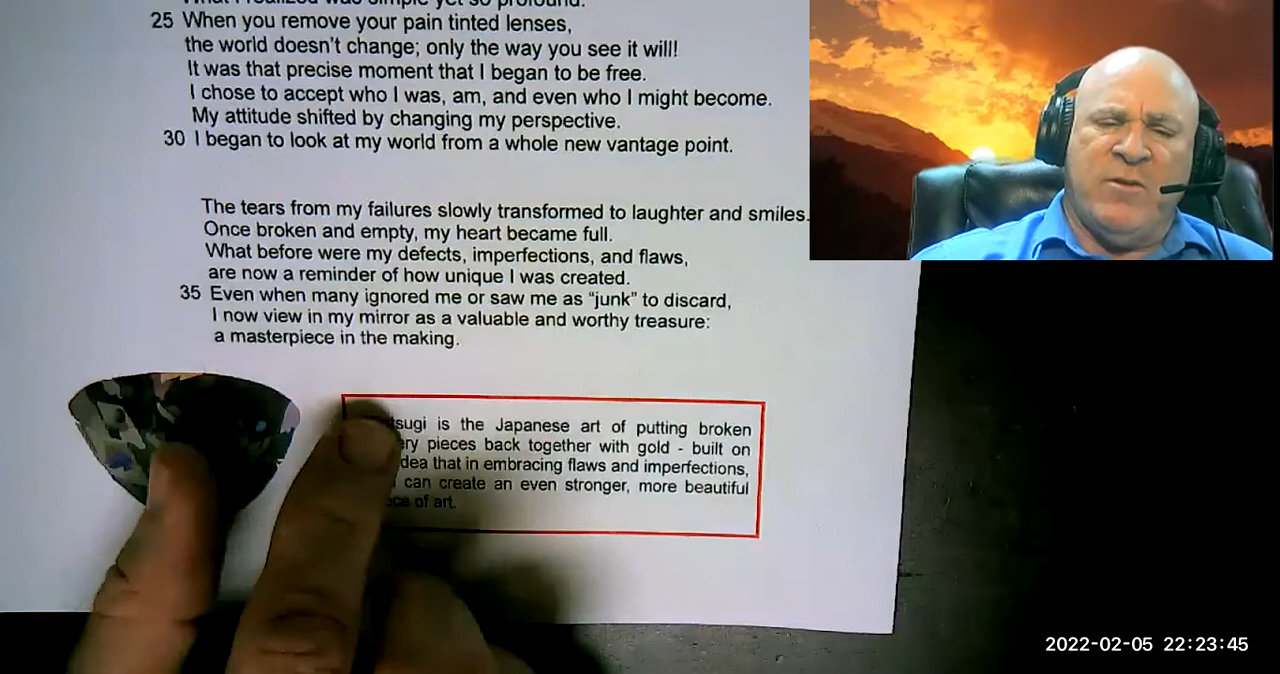 25 When you remove your pain tinted lenses,
the world doesn't change; only the way you see it will!
It was that precise moment that I began to be free.
I chose to accept who I was, am, and even who I might become.
My attitude shifted by changing my perspective.
30 I began to look at my world from a whole new vantage point.
The tears from my failures slowly transformed to laughter and smiles.
Once broken and empty, my heart became full.
What before were my defects, imperfections, and flaws,
are now a reminder of how unique I was created.
35 Even when many ignored me or saw me as “junk” to discard,
I now view in my mirror as a valuable and worthy treasure:
a masterpiece in the making.
is the Japanese art of putting broken
pieces back together with gold - built on
that in embracing flaws and imperfections,
can create an even stronger, more beautiful
of art.
2022-02-05 22:23:45